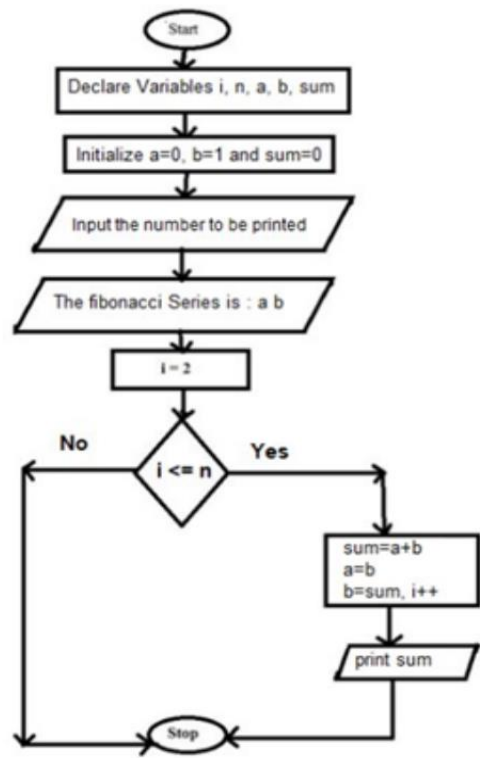 Start
Declare Variables i, n, a, b, sum
Initialize a=0, b=1 and sum=0
Input the number to be printed
The fibonacci Series is : a b
i = 2
No
Yes
i <= n
sum=a+b
a=b
b=sum, i++
print sum
Stop